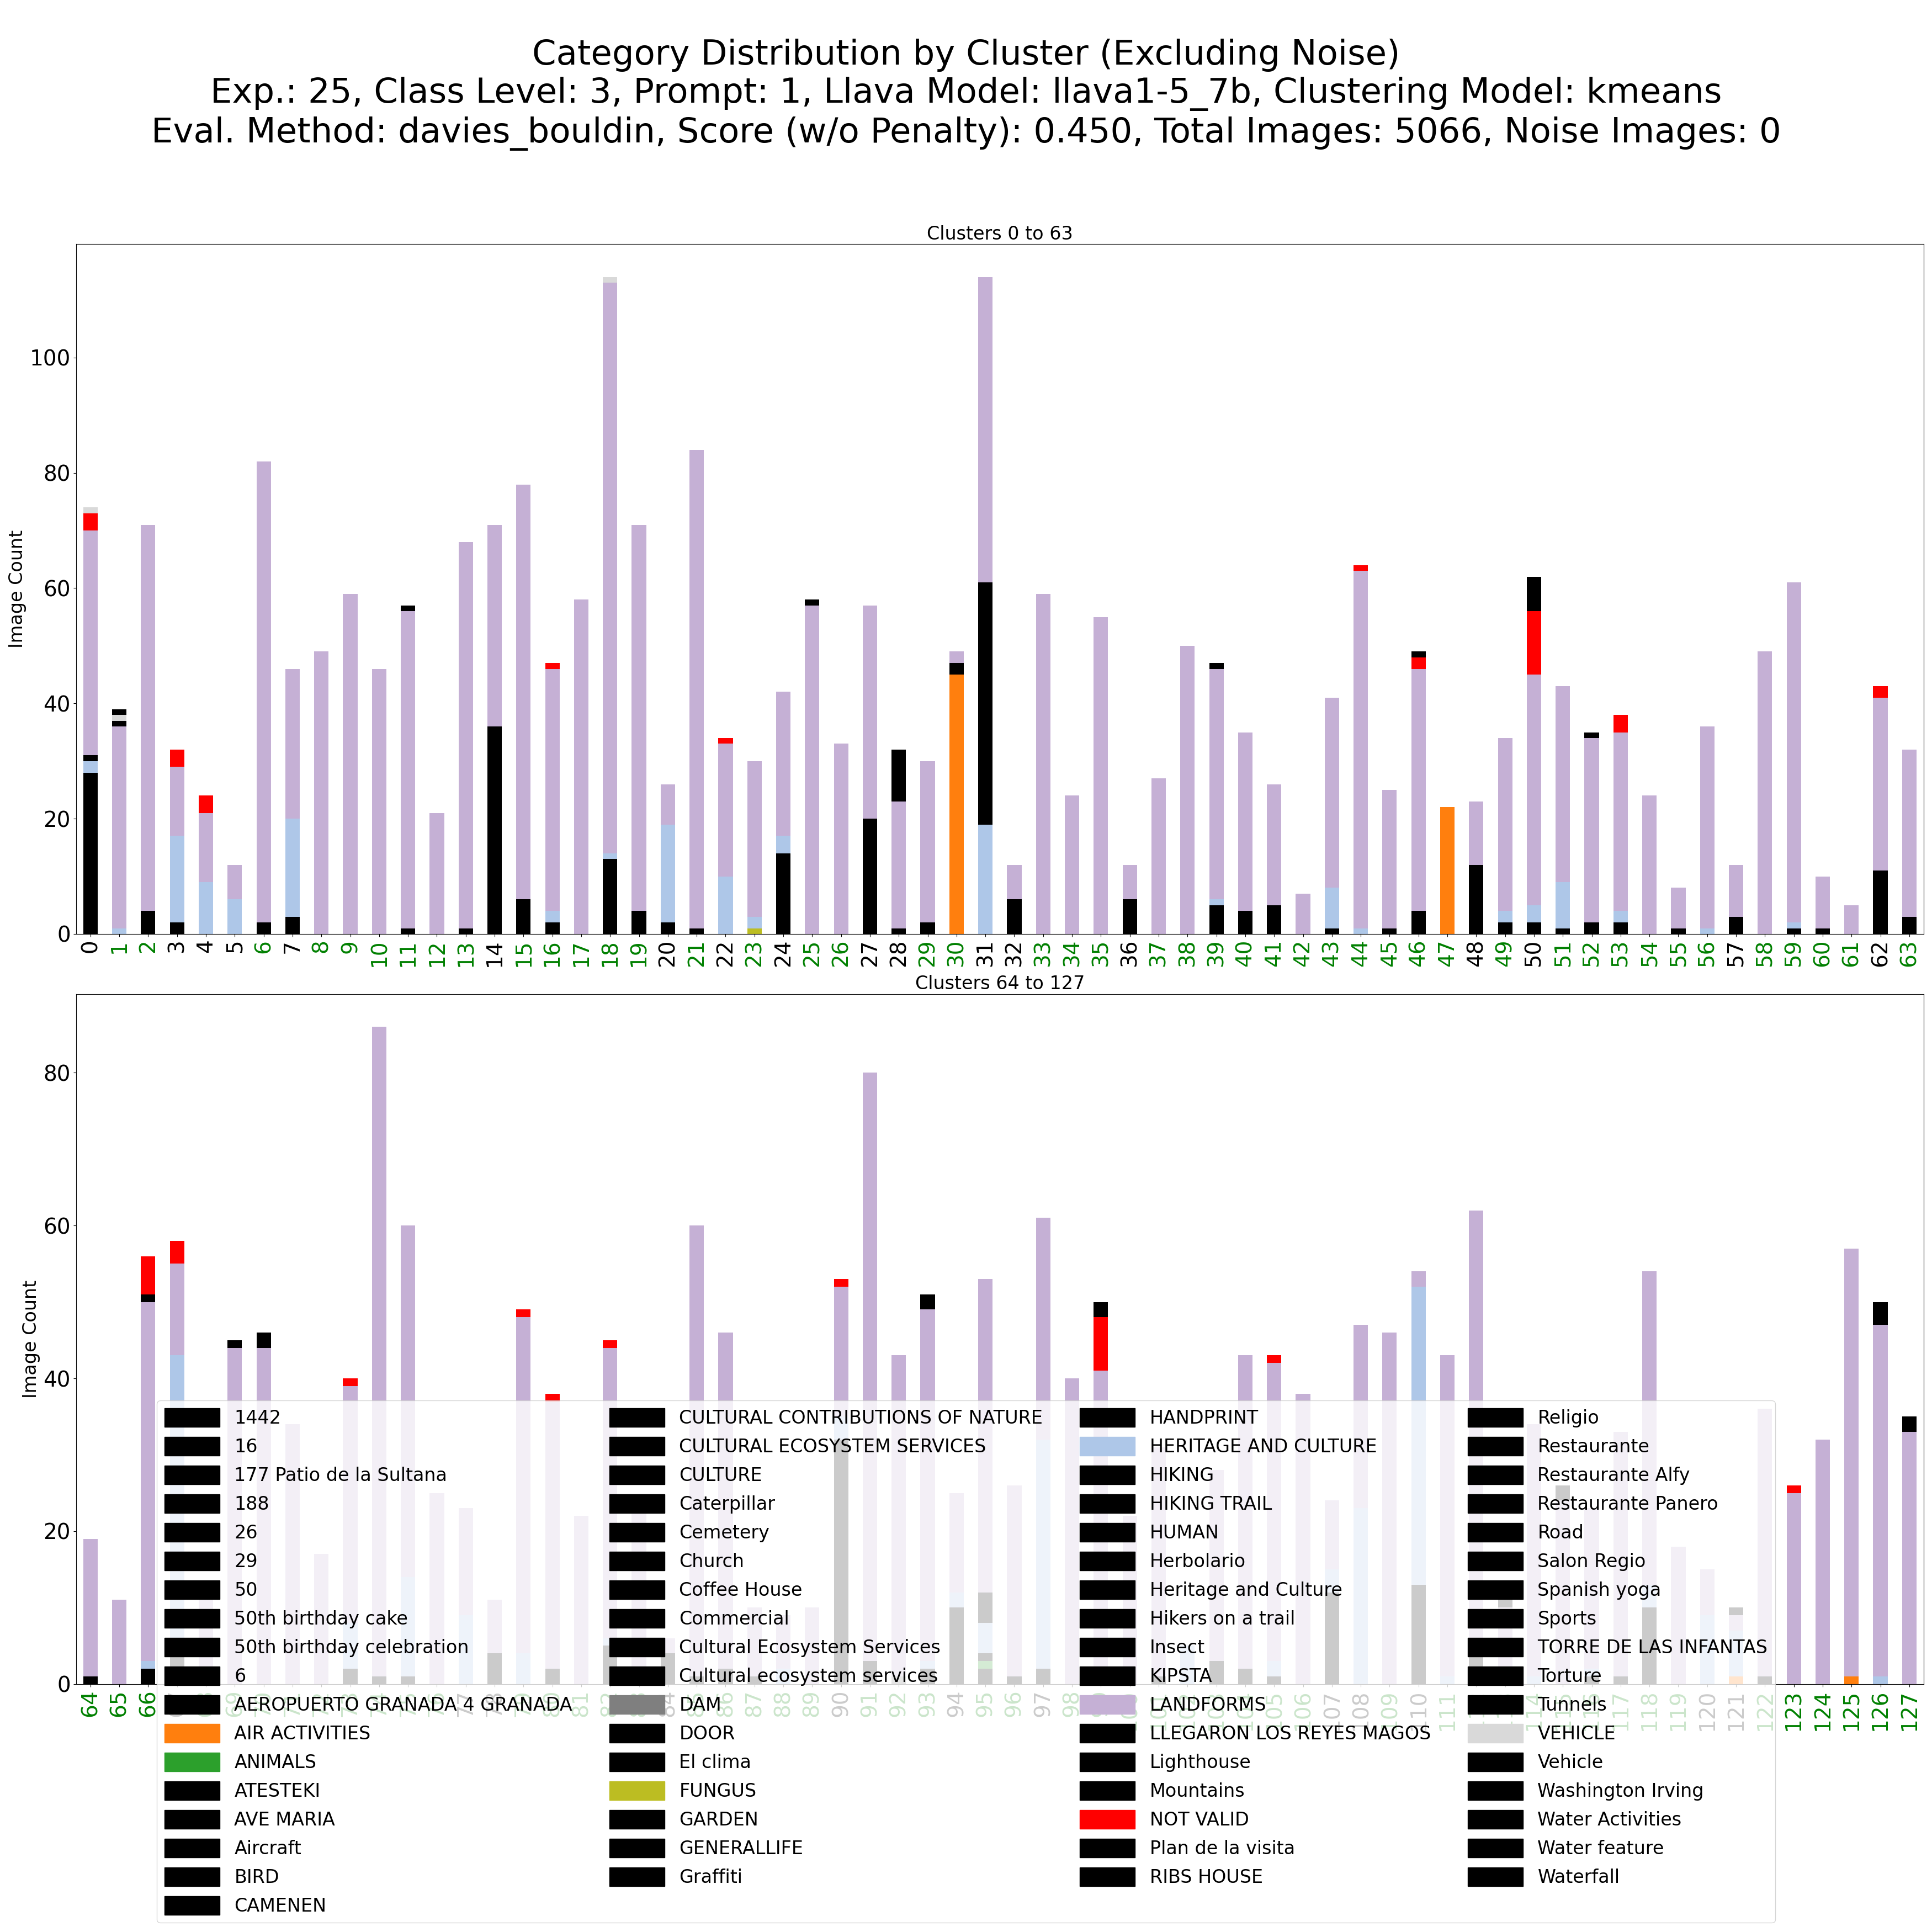 Category Distribution by Cluster (Excluding Noise)
Exp.: 25, Class Level: 3, Prompt: 1, Llava Model: llava1-5_7b, Clustering Model: kmeans
Eval. Method: davies_bouldin, Score (w/o Penalty): 0.450, Total Images: 5066, Noise Images: 0
Clusters 0 to 63
100
80
60
40
20
0
Image Count
0 1 2 3 4 5 6 7 8 9 10 11 12 13 14 15 16 17 18 19 20 21 22 23 24 25 26 27 28 29 30 31 32 33 34 35 36 37 38 39 40 41 42 43 44 45 46 47 48 49 50 51 52 53 54 55 56 57 58 59 60 61 62 63
Clusters 64 to 127
80
60
40
20
0
Image Count
64 65 66 81 90 91 92 93 94 95 96 97 98 106 107 108 109 110 111 117 118 119 120 121 122 123 124 125 126 127
1442
16
177 Patio de la Sultana
188
26
29
50
50th birthday cake
50th birthday celebration
6
AEROPUERTO GRANADA 4 GRANADA
AIR ACTIVITIES
ANIMALS
ATESTEKI
AVE MARIA
Aircraft
BIRD
CAMENEN
CULTURAL CONTRIBUTIONS OF NATURE
CULTURAL ECOSYSTEM SERVICES
CULTURE
Caterpillar
Cemetery
Church
Coffee House
Commercial
Cultural Ecosystem Services
Cultural ecosystem services
DAM
DOOR
El clima
FUNGUS
GARDEN
GENERALLIFE
Graffiti
HANDPRINT
HERITAGE AND CULTURE
HIKING
HIKING TRAIL
HUMAN
Herbolario
Heritage and Culture
Hikers on a trail
Insect
KIPSTA
LANDFORMS
LLEGARON LOS REYES MAGOS
Lighthouse
Mountains
NOT VALID
Plan de la visita
RIBS HOUSE
Religio
Restaurante
Restaurante Alfy
Restaurante Panero
Road
Salon Regio
Spanish yoga
Sports
TORRE DE LAS INFANTAS
Torture
Tunnels
VEHICLE
Vehicle
Washington Irving
Water Activities
Water feature
Waterfall